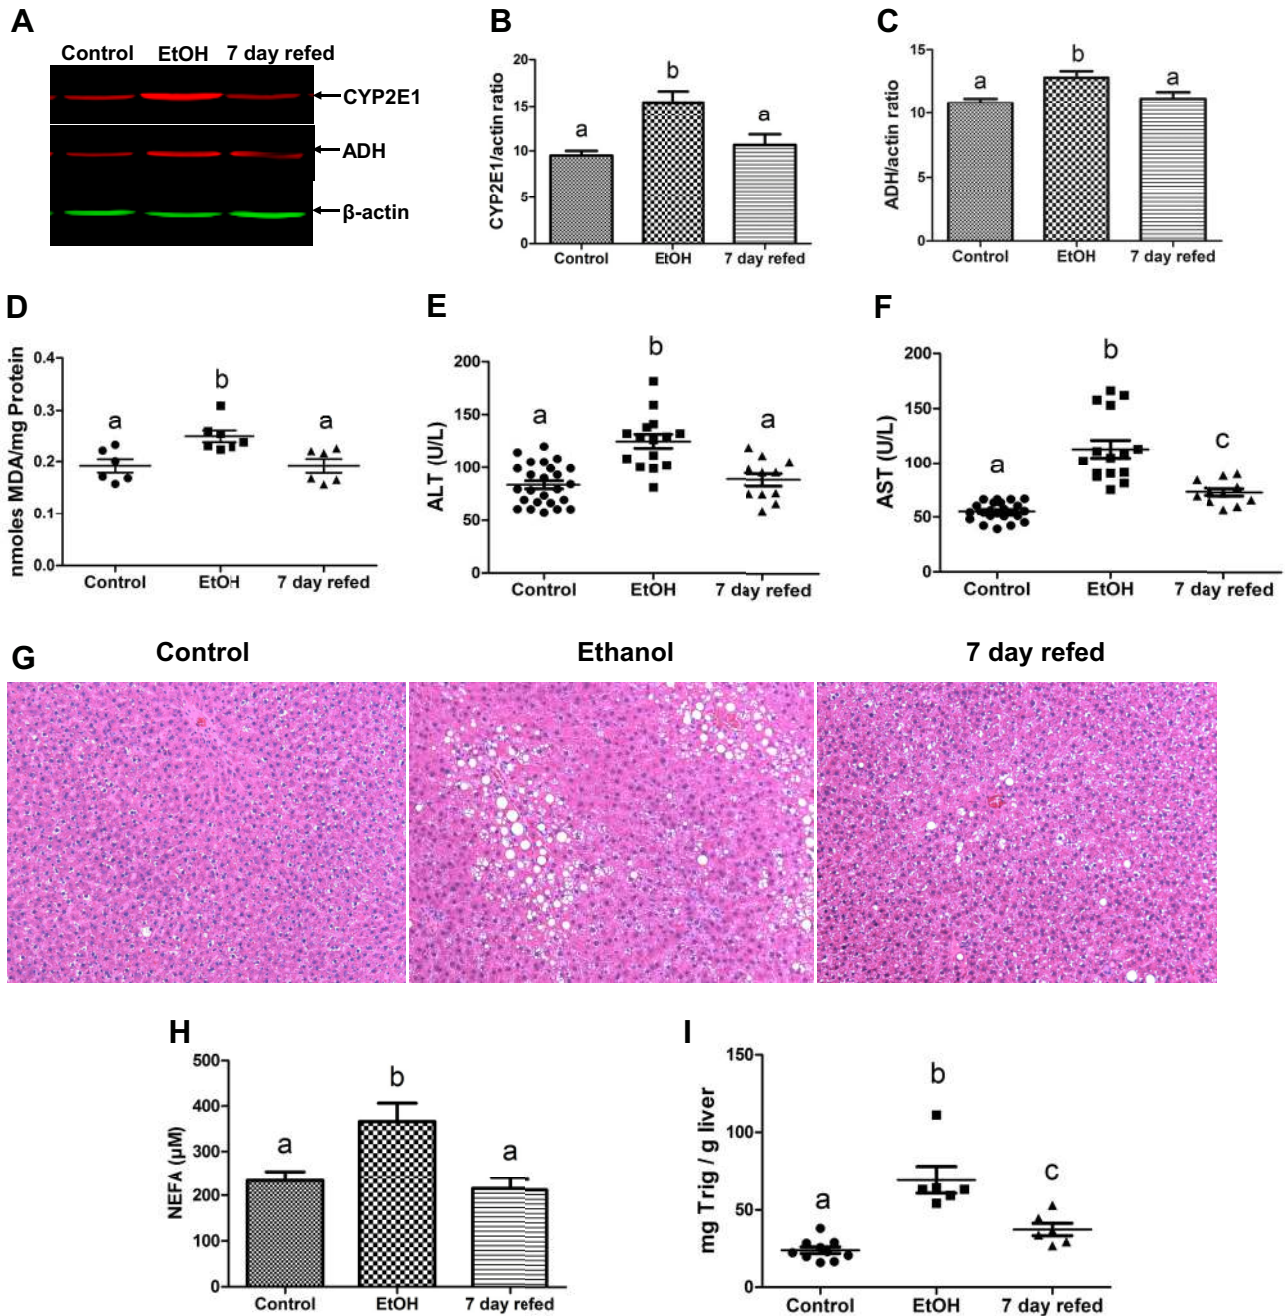 A
Control EtOH 7 day refed
CYP2E1
ADH
β-actin
B
CYP2E1/actin ratio
20
15
10
5
0
a
b
a
Control EtOH 7 day refed
C
ADH/actin ratio
15
10
5
0
a
b
a
Control EtOH 7 day refed
D
nmoles MDA/mg Protein
0.4
0.3
0.2
0.1
0.0
a
b
a
Control EtOH 7 day refed
E
ALT (U/L)
200
150
100
50
0
a
b
a
Control EtOH 7 day refed
F
AST (U/L)
200
150
100
50
0
a
b
c
Control EtOH 7 day refed
G
Control Ethanol 7 day refed
H
NEFA (µM)
500
400
300
200
100
0
a
b
a
Control EtOH 7 day refed
I
mg Trig / g liver
150
100
50
0
a
b
c
Control EtOH 7 day refed